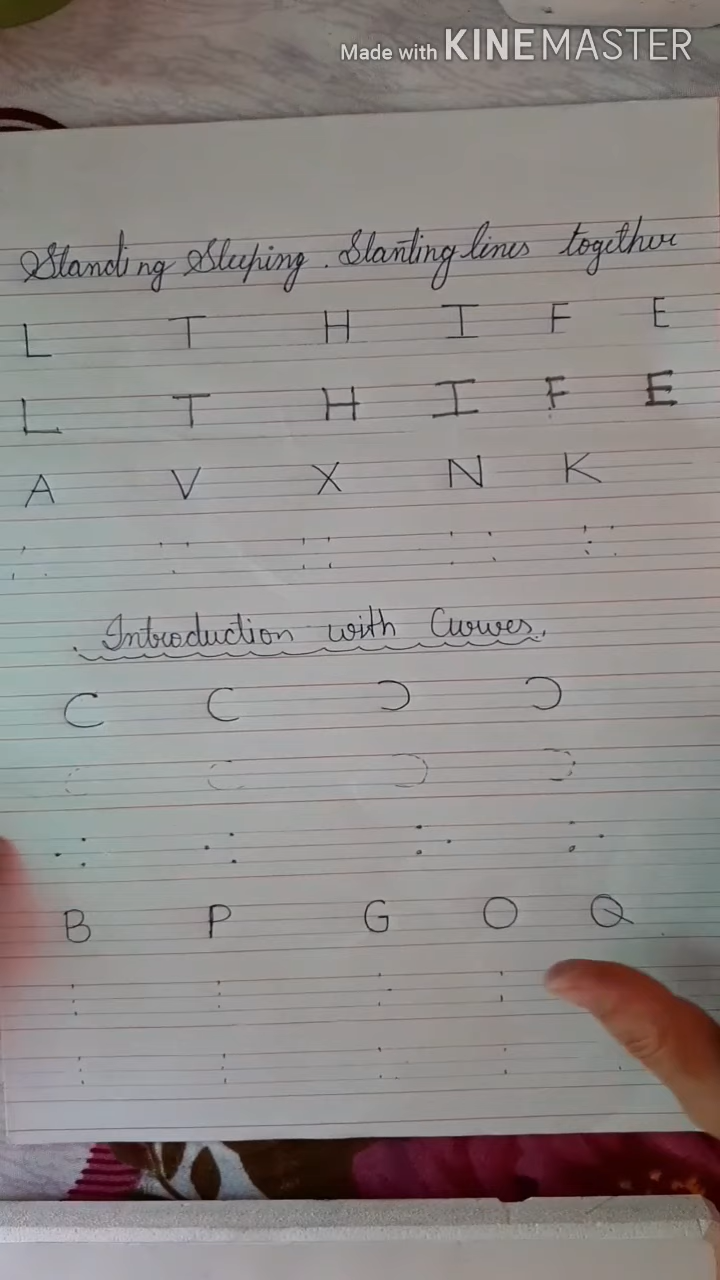 Made with KINEMASTER
Standing Sleeping. Slanting lines together
L T H I F E
L T H I F E
A V X N K
Introduction with Curves.
C C Ɔ Ɔ
C C Ɔ Ɔ
B P G O Q